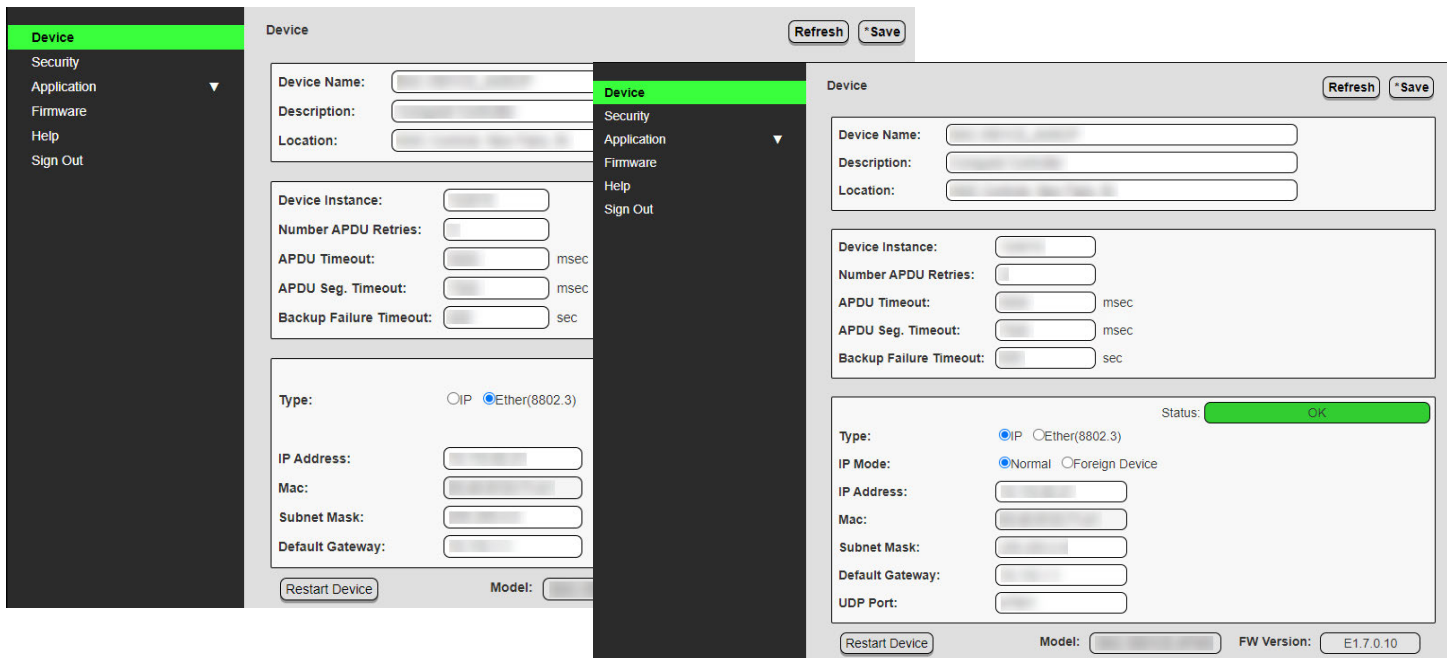 Device
Security
Application ▼
Firmware
Help
Sign Out
Device
Refresh *Save
Device Name:
Description:
Location:
Device Instance:
Number APDU Retries:
APDU Timeout: msec
APDU Seg. Timeout: msec
Backup Failure Timeout: sec
Type: IP Ether(8802.3)
IP Address:
Mac:
Subnet Mask:
Default Gateway:
Restart Device Model:
Device
Security
Application ▼
Firmware
Help
Sign Out
Device
Refresh *Save
Device Name:
Description:
Location:
Device Instance:
Number APDU Retries:
APDU Timeout: msec
APDU Seg. Timeout: msec
Backup Failure Timeout: sec
Status: OK
Type: IP Ether(8802.3)
IP Mode: Normal Foreign Device
IP Address:
Mac:
Subnet Mask:
Default Gateway:
UDP Port:
Restart Device Model: FW Version: E1.7.0.10